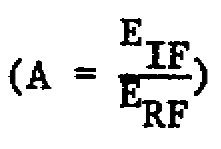 (A = E_IF / E_RF)